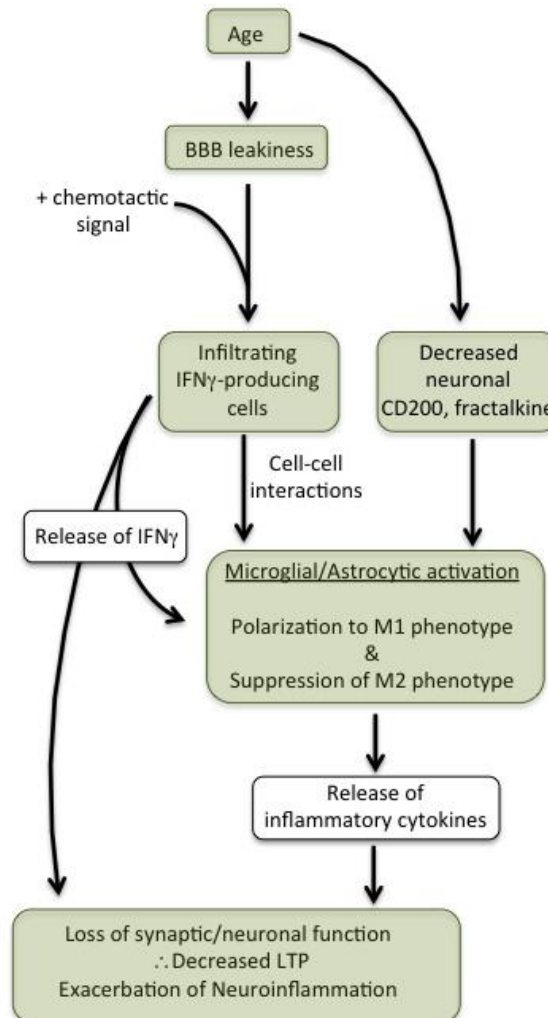 Age
BBB leakiness
+ chemotactic
signal
Infiltrating
IFNγ-producing
cells
Decreased
neuronal
CD200, fractalkine
Cell-cell
interactions
Release of IFNγ
Microglial/Astrocytic activation
Polarization to M1 phenotype
&
Suppression of M2 phenotype
Release of
inflammatory cytokines
Loss of synaptic/neuronal function
∴Decreased LTP
Exacerbation of Neuroinflammation